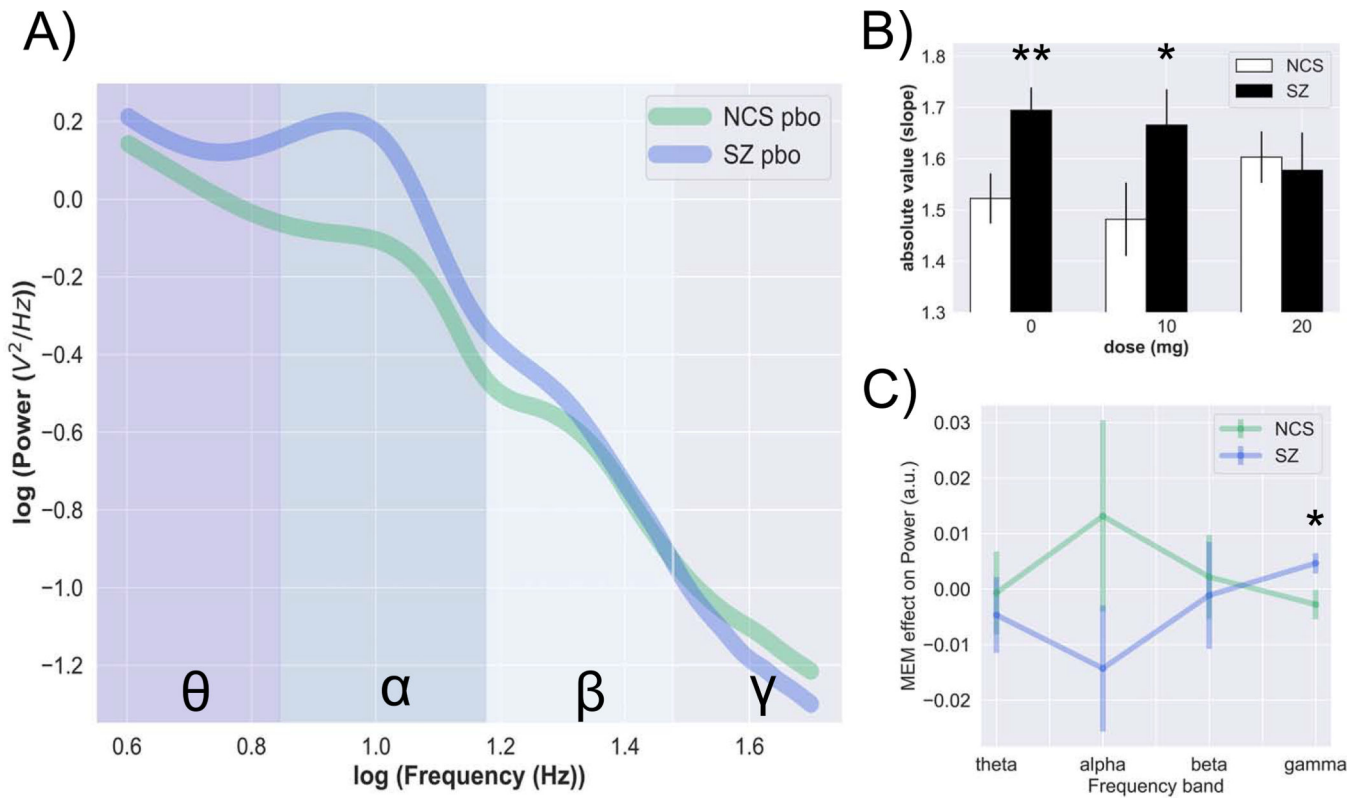 A)
log (Power (V²/Hz))
0.2
0.0
−0.2
−0.4
−0.6
−0.8
−1.0
−1.2
NCS pbo
SZ pbo
θ
α
β
γ
0.6
0.8
1.0
1.2
1.4
1.6
log (Frequency (Hz))
B)
absolute value (slope)
1.8
1.7
1.6
1.5
1.4
1.3
**
*
NCS
SZ
0
10
20
dose (mg)
C)
MEM effect on Power (a.u.)
0.03
0.02
0.01
0.00
−0.01
−0.02
NCS
SZ
*
theta
alpha
beta
gamma
Frequency band